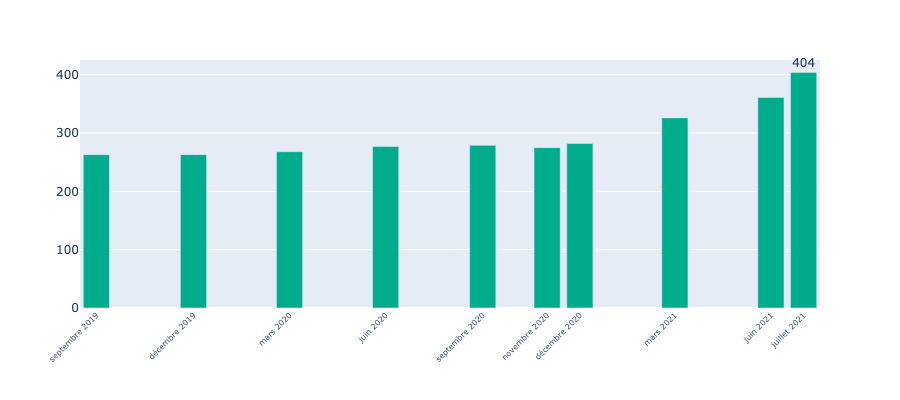 404
400
300
200
100
0
septembre 2019
décembre 2019
mars 2020
juin 2020
septembre 2020
novembre 2020
décembre 2020
mars 2021
juin 2021
juillet 2021